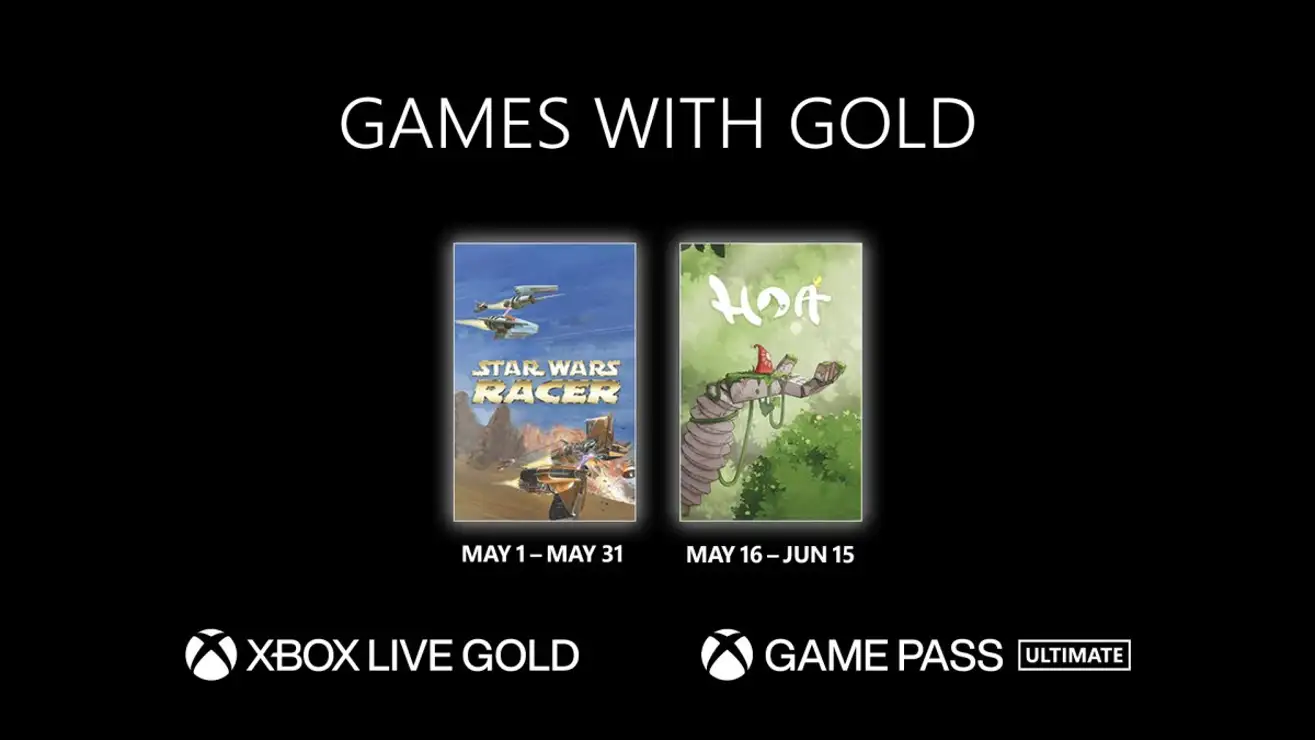 GAMES WITH GOLD
STAR WARS
RACER
HOA
MAY 1 – MAY 31
MAY 16 – JUN 15
XBOX LIVE GOLD
GAME PASS ULTIMATE